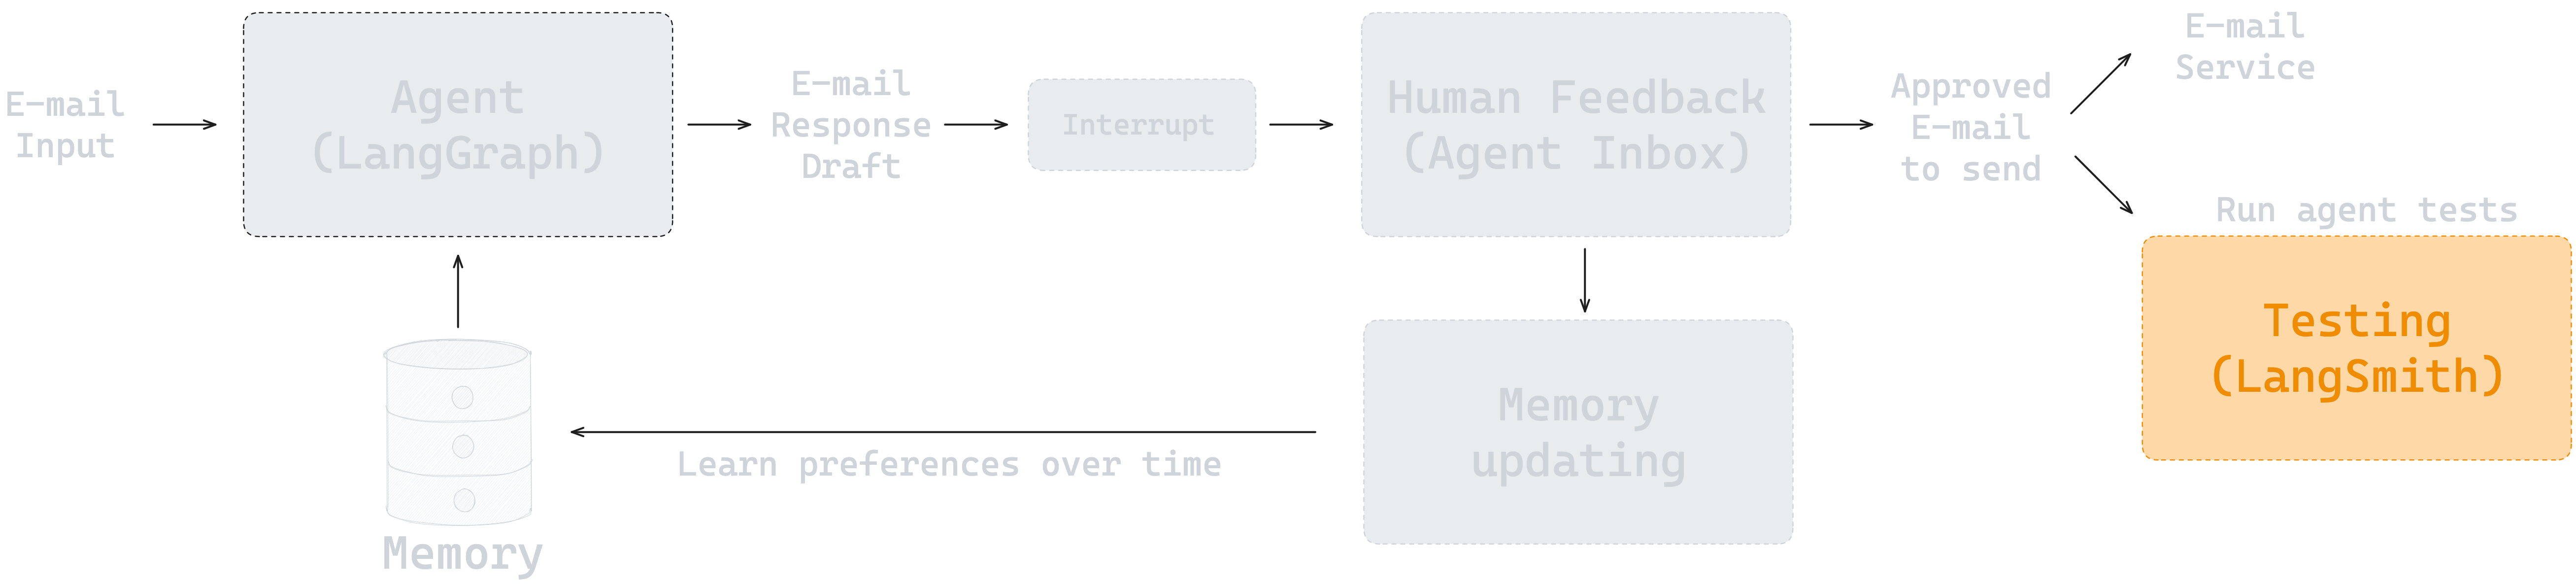 E-mail
Input
Agent
(LangGraph)
E-mail
Response
Draft
Interrupt
Human Feedback
(Agent Inbox)
Approved
E-mail
to send
E-mail
Service
Run agent tests
Testing
(LangSmith)
Memory
updating
Learn preferences over time
Memory